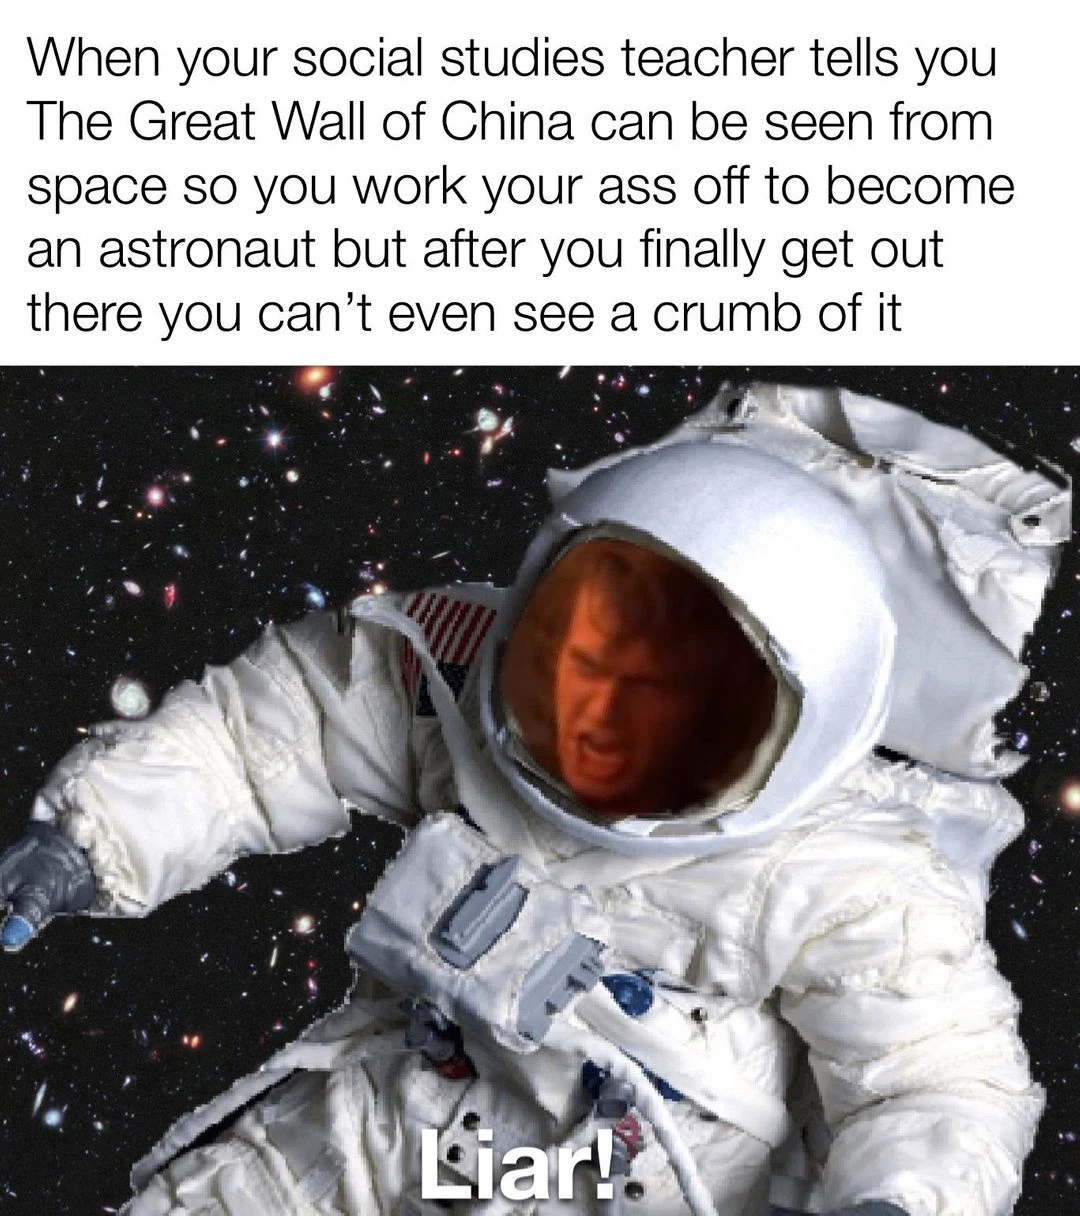 When your social studies teacher tells you
The Great Wall of China can be seen from
space so you work your ass off to become
an astronaut but after you finally get out
there you can’t even see a crumb of it
Liar!